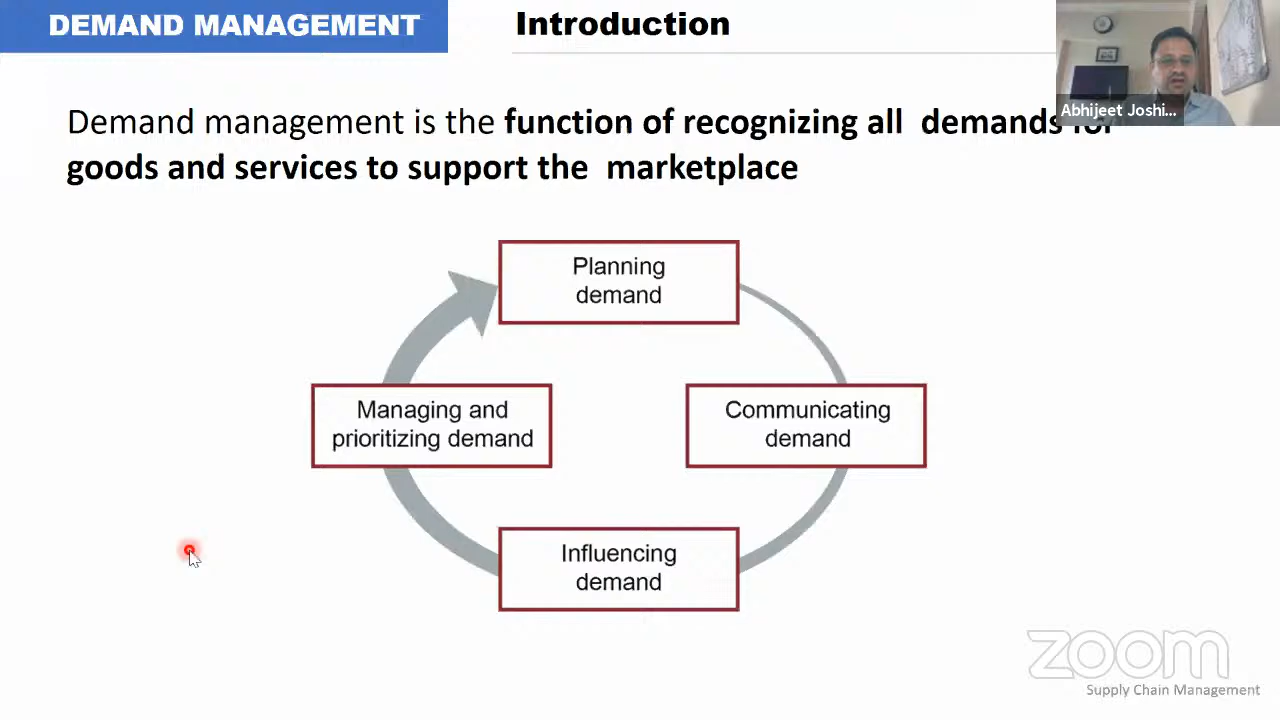 DEMAND MANAGEMENT
Introduction
Abhijeet Joshi...
Demand management is the function of recognizing all demands for
goods and services to support the marketplace
Planning
demand
Managing and
prioritizing demand
Communicating
demand
Influencing
demand
zoom
Supply Chain Management